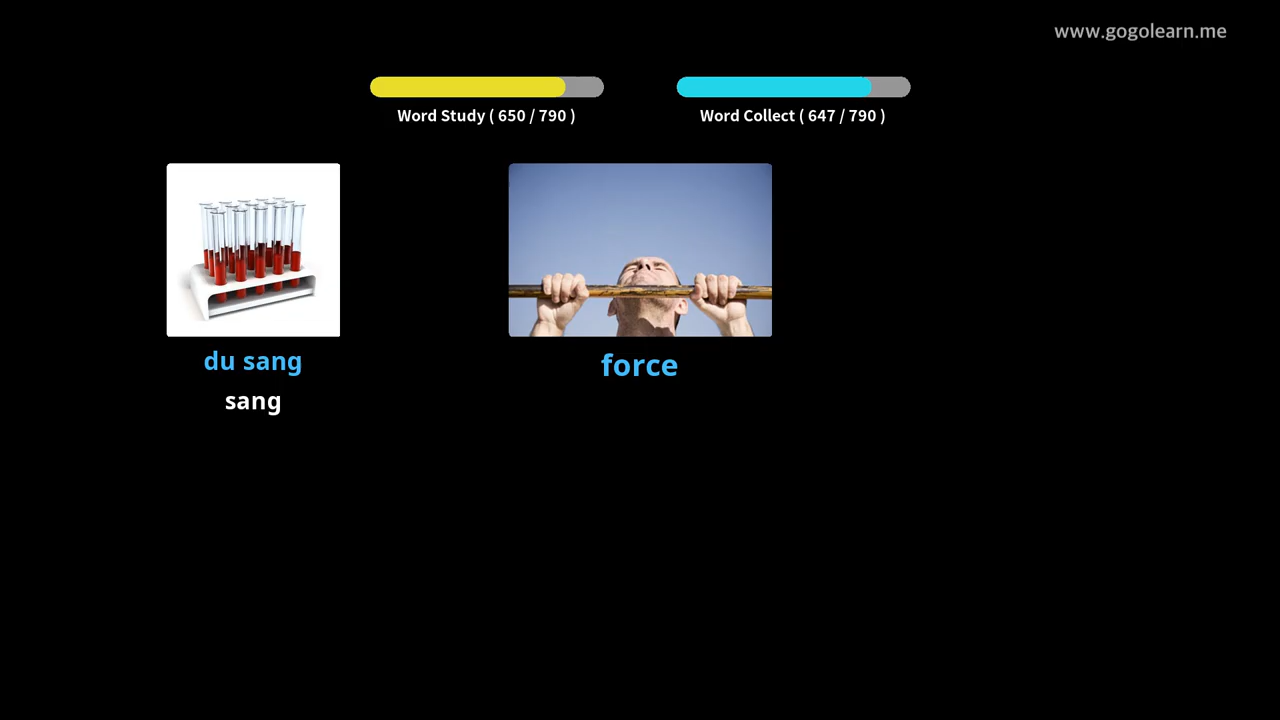 www.gogolearn.me
Word Study ( 650 / 790 )
Word Collect ( 647 / 790 )
du sang
sang
force